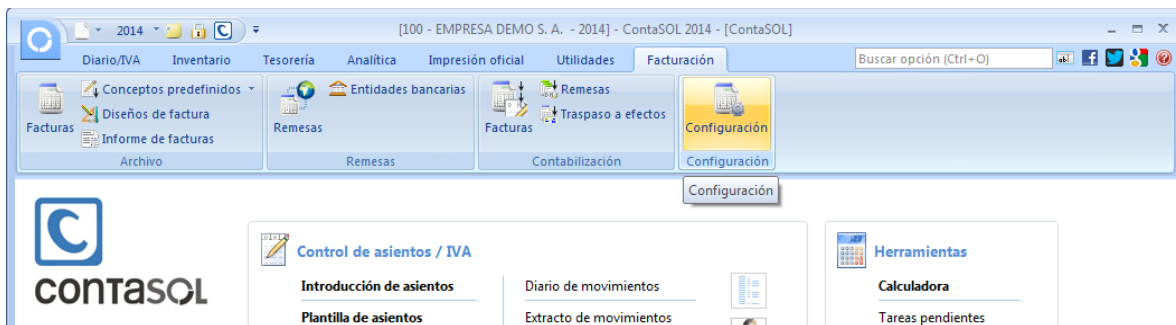 2014
[100 - EMPRESA DEMO S. A. - 2014] - ContaSOL 2014 - [ContaSOL]
Diario/IVA Inventario Tesorería Analítica Impresión oficial Utilidades Facturación Buscar opción (Ctrl+O)
Facturas
Conceptos predefinidos
Diseños de factura
Informe de facturas
Archivo
Remesas
Entidades bancarias
Remesas
Facturas
Remesas
Traspaso a efectos
Contabilización
Configuración
Configuración
Configuración
C
contasol
Control de asientos / IVA
Introducción de asientos
Plantilla de asientos
Diario de movimientos
Extracto de movimientos
Herramientas
Calculadora
Tareas pendientes